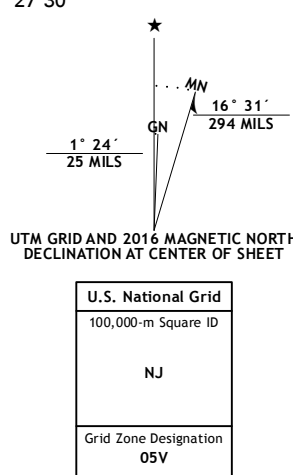 27'30"
MN
16° 31´
294 MILS
GN
1° 24´
25 MILS
UTM GRID AND 2016 MAGNETIC NORTH
DECLINATION AT CENTER OF SHEET
U.S. National Grid
100,000-m Square ID
NJ
Grid Zone Designation
05V